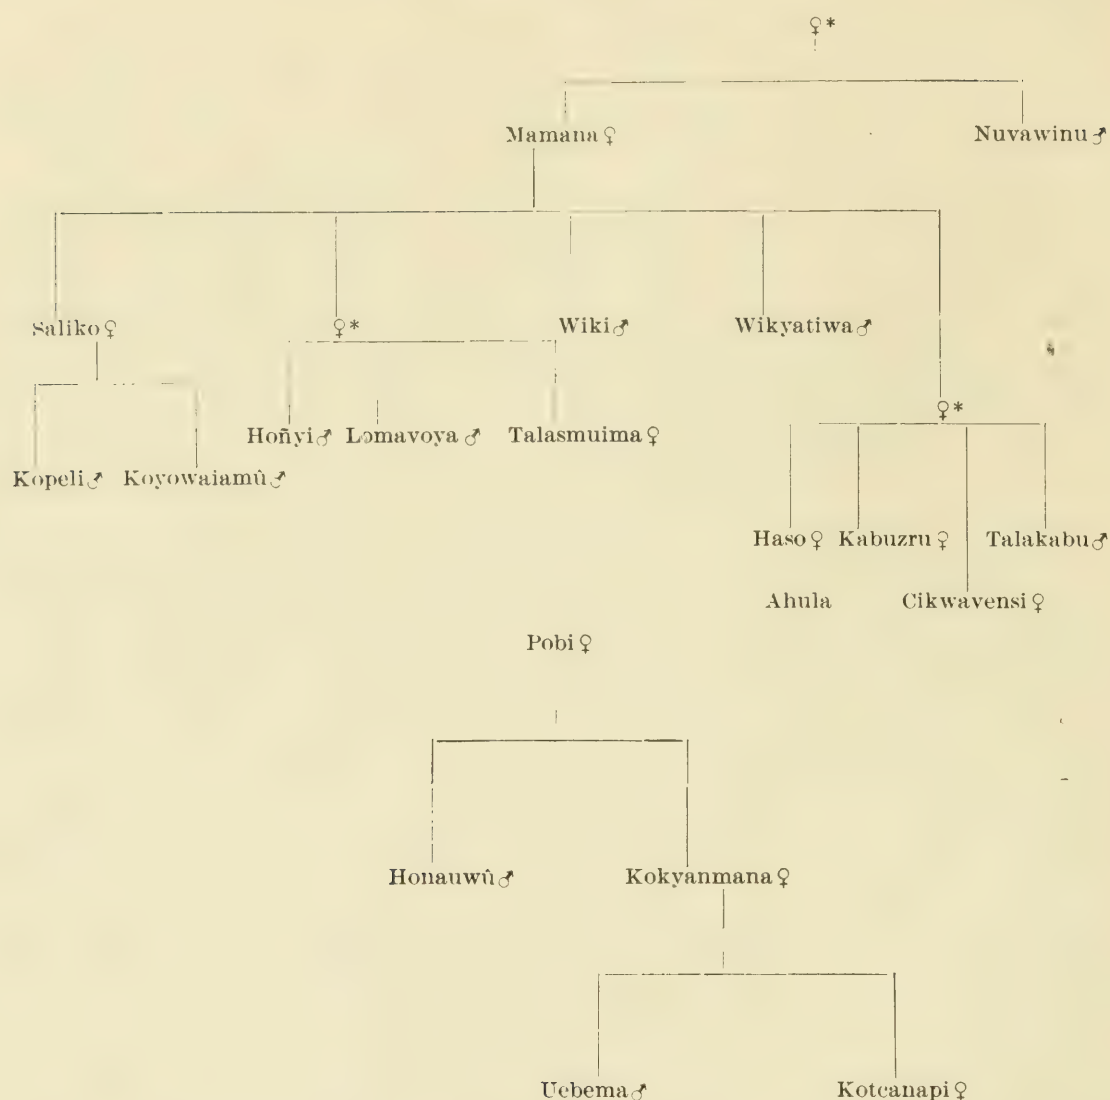 ♀*
Mamana♀ Nuvawinu♂
Saliko♀ ♀* Wiki♂ Wikyatiwa♂
♀*
Hoñyi♂ Lomavoya♂ Talasmuima♀
Kopeli♂ Koyowaiamû♂
Haso♀ Kabuzru♀ Talakabu♂
Ahula Cikwavensi♀
Pobi♀
Honauwû♂ Kokyanmana♀
Uebema♂ Kotcanapi♀